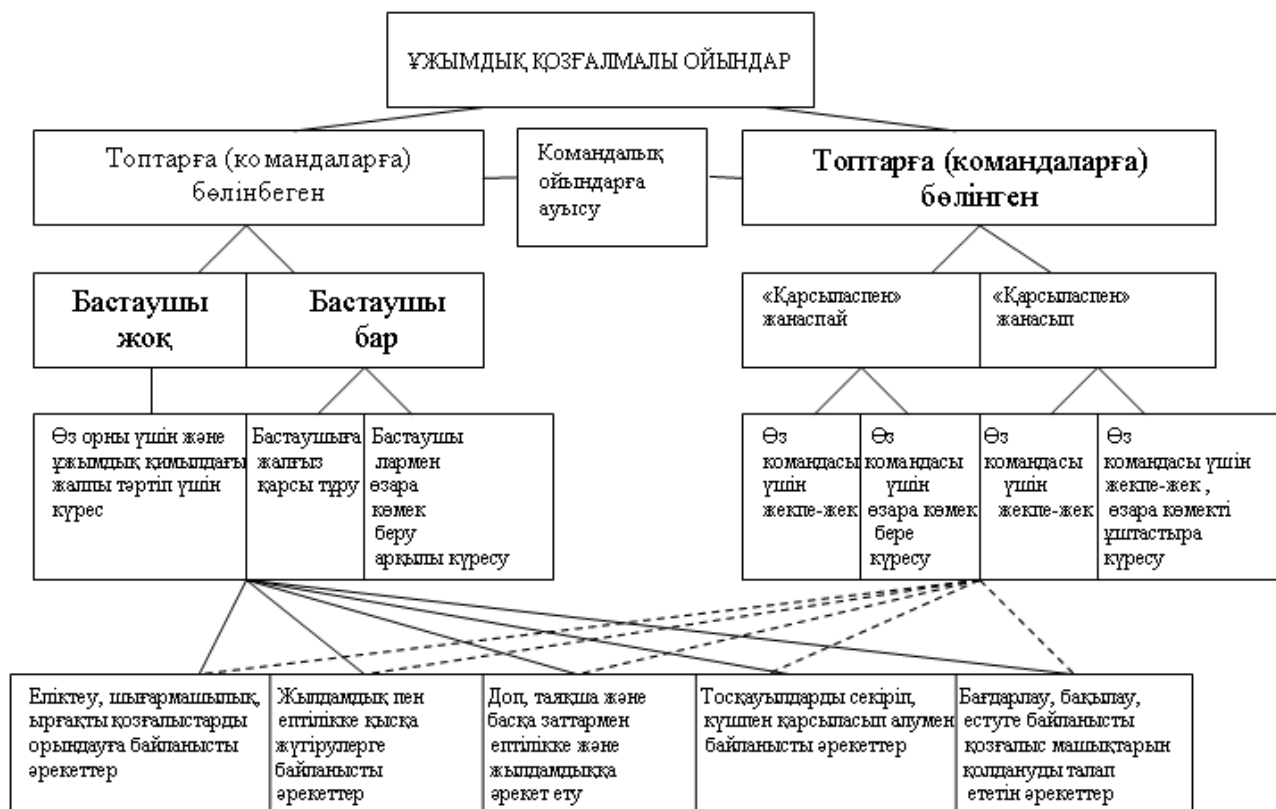 ҰЖЫМДЫҚ ҚОЗҒАЛМАЛЫ ОЙЫНДАР
Топтарға (командаларға)
бөлінбеген
Командалық
ойындарға
ауысу
Топтарға (командаларға)
бөлінген
Бастаушы
жоқ
Бастаушы
бар
«Қарсыласпен»
жанаспай
«Қарсыласпен»
жанасып
Өз орны үшін және
ұжымдық қимылдағы
жалпы тәртіп үшін
күрес
Бастаушыға
жалғыз
қарсы тұру
Бастаушы
лармен
өзара
көмек
беру
арқылы күресу
Өз
командасы
үшін
жекпе-жек
Өз
командасы
үшін
өзара көмек
бере
күресу
Өз
командасы
үшін
жекпе-жек
Өз
командасы үшін
жекпе-жек ,
өзара көмекті
ұштастыра
күресу
Еліктеу, шығармашылық,
ырғақты қозғалыстарды
орындауға байланысты
әрекеттер
Жылдамдық пен
ептілікке қысқа
жүгірулерге
байланысты
әрекеттер
Доп, таяқша және
басқа заттармен
ептілікке және
жылдамдыққа
әрекет ету
Тосқауылдарды секіріп,
күшпен қарсыласып алумен
байланысты әрекеттер
Бағдарлау, бақылау,
естуге байланысты
қозғалыс машықтарын
қолдануды талап
ететін әрекеттер